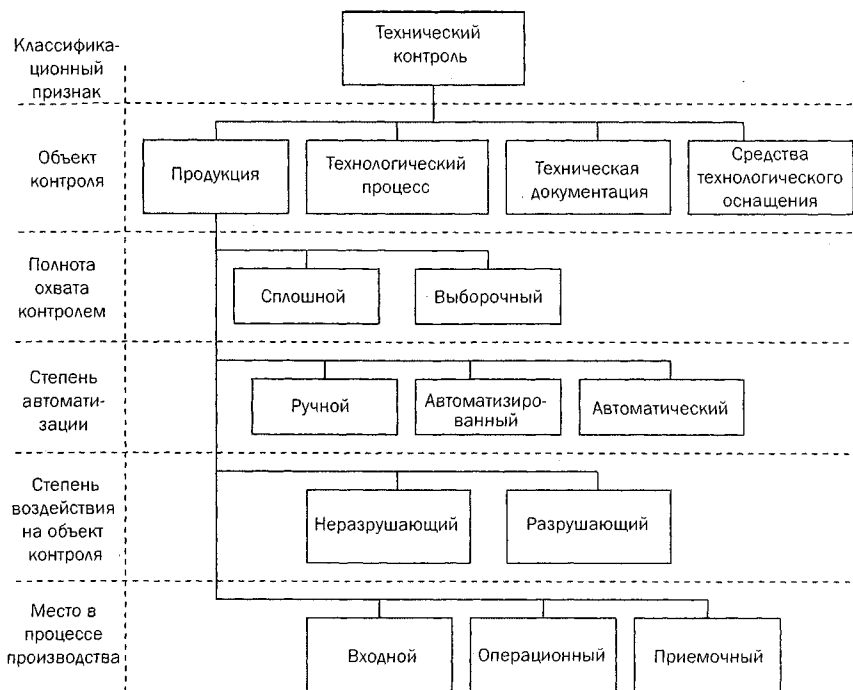 Классифика-
ционный
признак
Технический
контроль
Объект
контроля
Продукция
Технологический
процесс
Техническая
документация
Средства
технологического
оснащения
Полнота
охвата
контролем
Сплошной
Выборочный
Степень
автомати-
зации
Ручной
Автоматизиро-
ванный
Автоматический
Степень
воздействия
на объект
контроля
Неразрушающий
Разрушающий
Место в
процессе
производства
Входной
Операционный
Приемочный